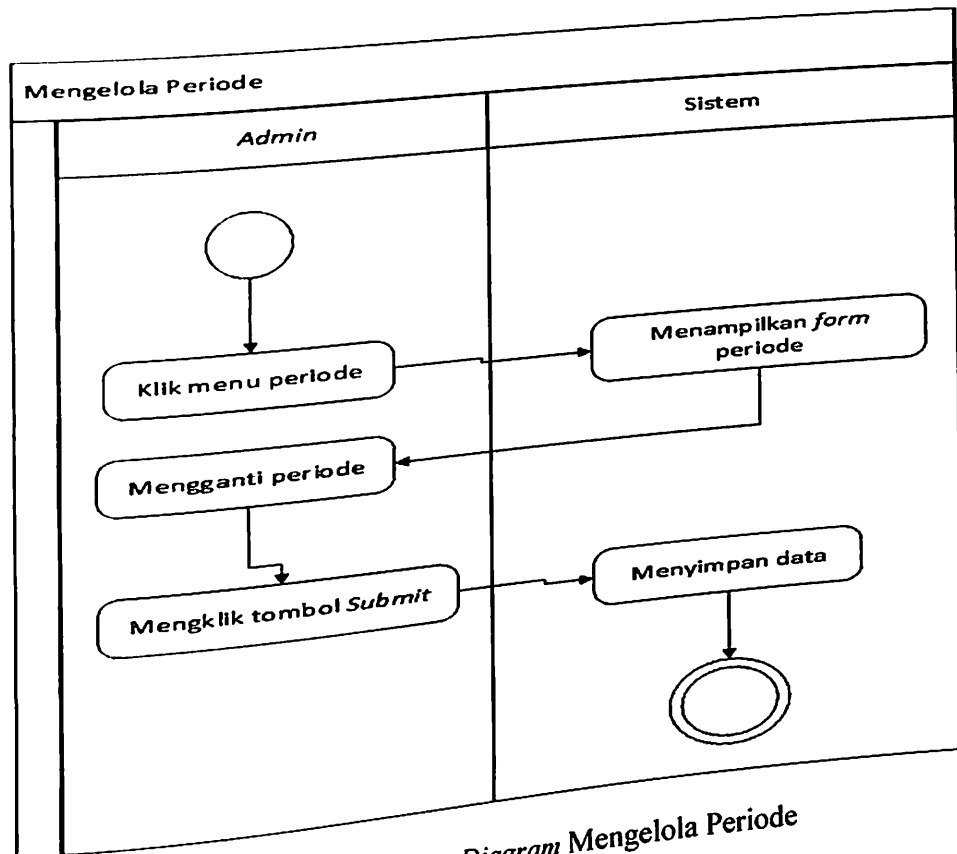 Mengelola Periode
Admin
Sistem
Klik menu periode
Menampilkan form
periode
Mengganti periode
Mengklik tombol Submit
Menyimpan data
Diagram Mengelola Periode